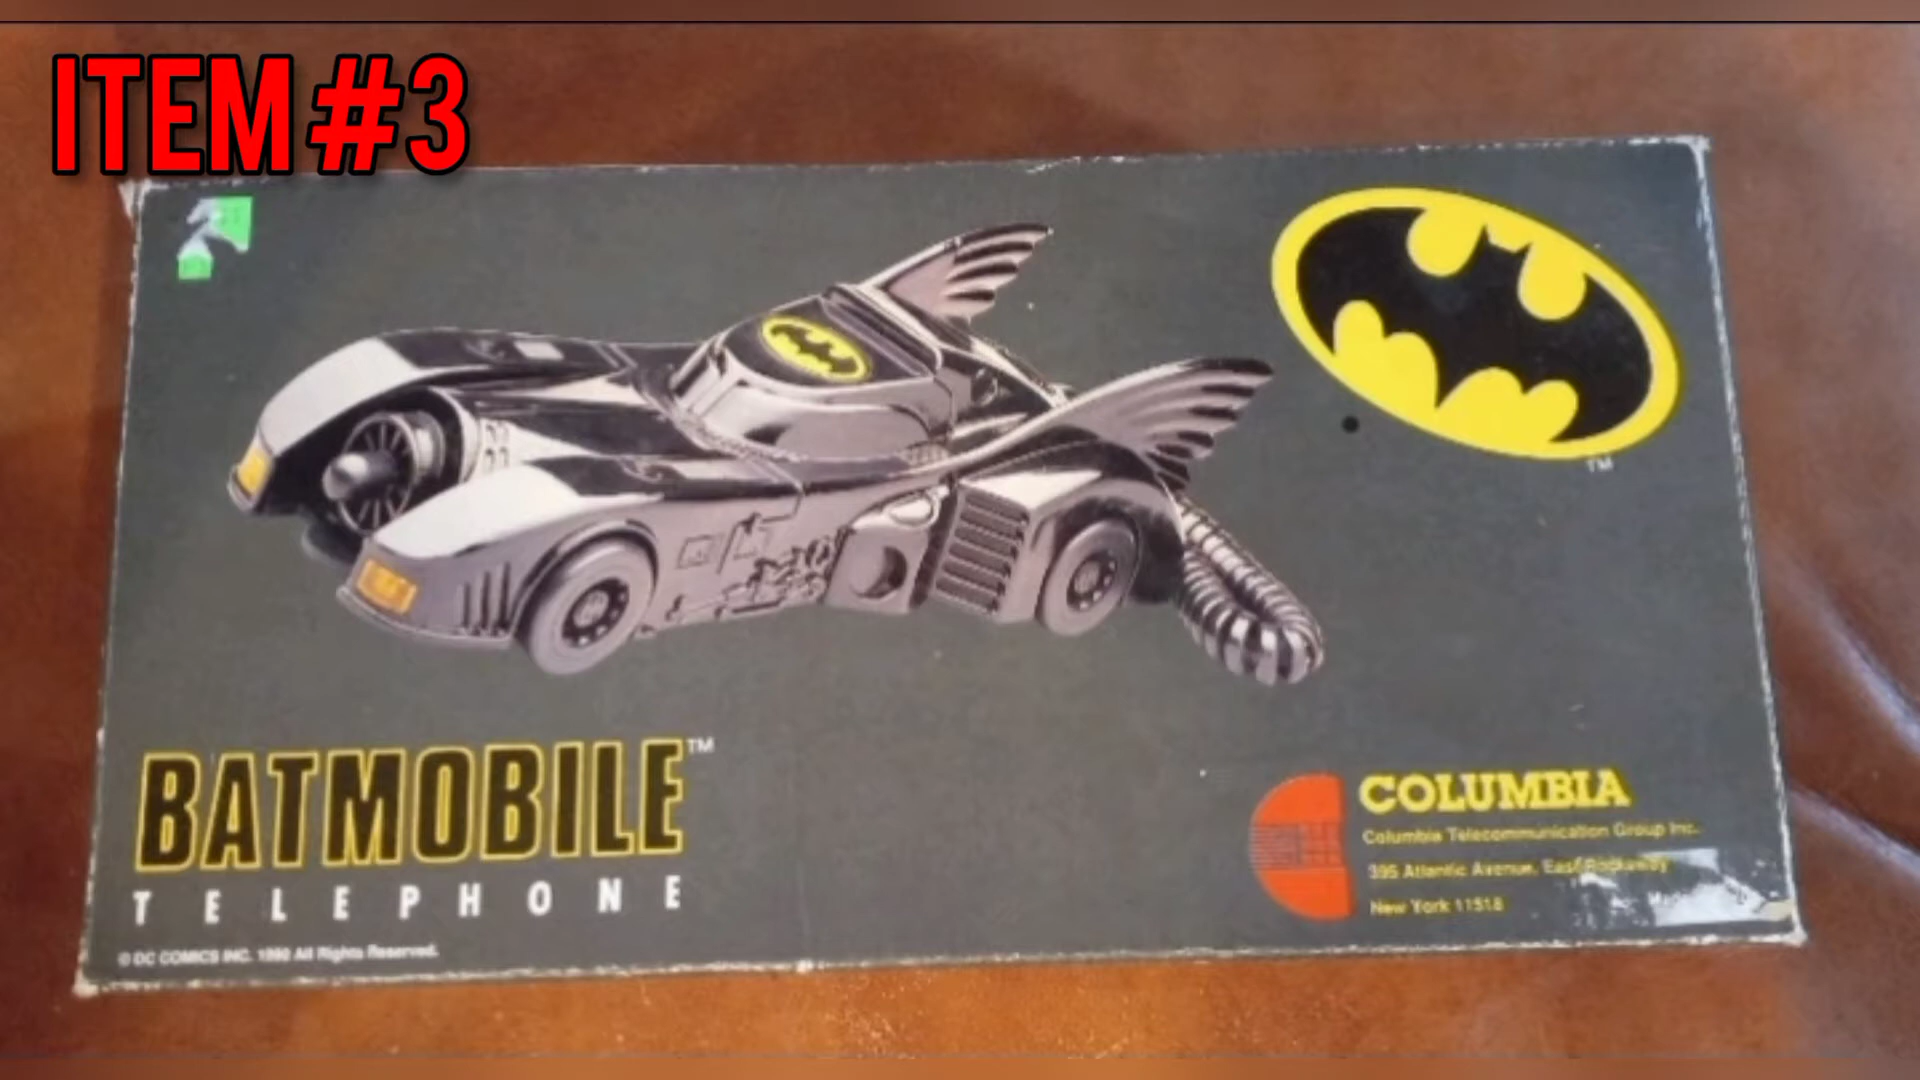 ITEM #3
TM
BATMOBILE™
TELEPHONE
© DC COMICS INC. 1990 All Rights Reserved.
COLUMBIA
Columbia Telecommunication Group Inc.
395 Atlantic Avenue, East Rockaway
New York 11518